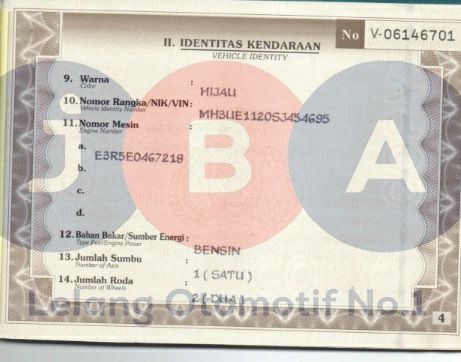 No V-06146701
II. IDENTITAS KENDARAAN
VEHICLE IDENTITY
9. Warna :
Color
HIJAU
10. Nomor Rangka/NIK/VIN :
Vehicle Identity Number
MH3UE1120SJ454695
11. Nomor Mesin :
Engine Number
a.
E3R5E0467218
b.
c.
d.
12. Bahan Bakar/Sumber Energi :
Type Fuel/Engine Power
BENSIN
13. Jumlah Sumbu :
Number of Axis
1 ( SATU )
14. Jumlah Roda :
Number of Wheels
2 ( DUA )
4
jBA
Lelang Otomotif No.1